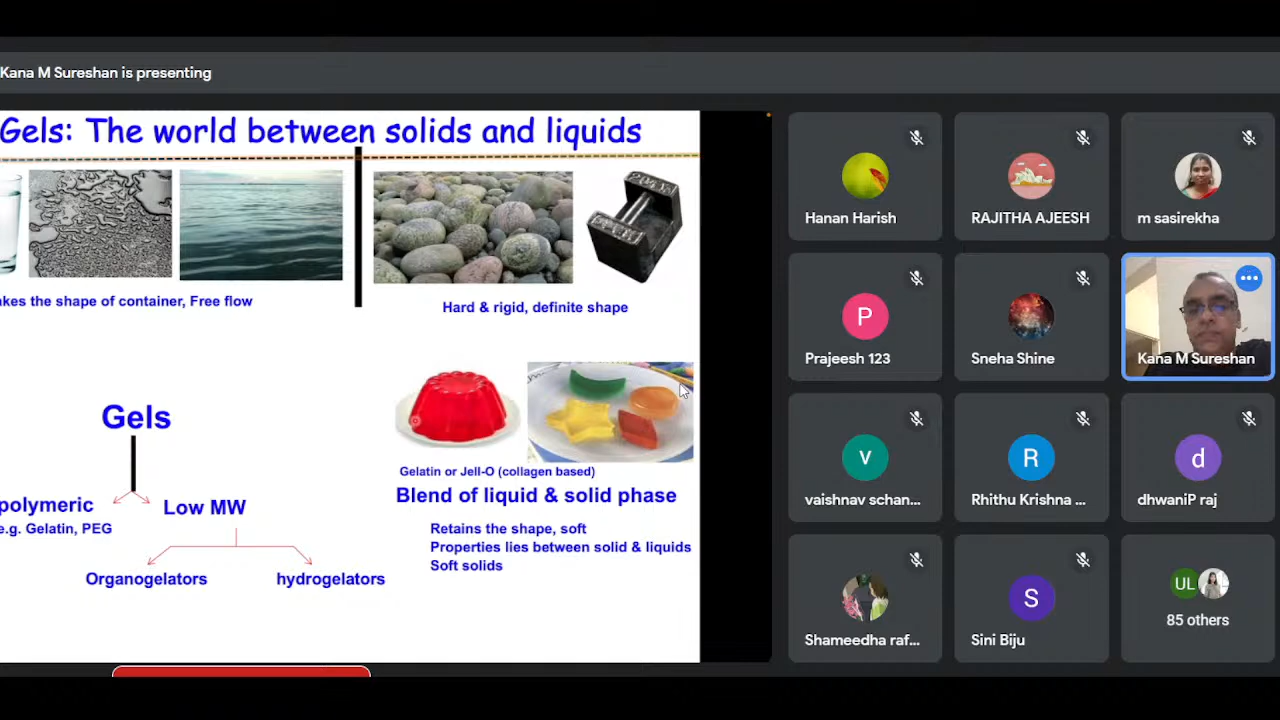 Kana M Sureshan is presenting
Gels: The world between solids and liquids
akes the shape of container, Free flow
Hard & rigid, definite shape
Gels
polymeric
e.g. Gelatin, PEG
Low MW
Organogelators
hydrogelators
Gelatin or Jell-O (collagen based)
Blend of liquid & solid phase
Retains the shape, soft
Properties lies between solid & liquids
Soft solids
Hanan Harish
RAJITHA AJEESH
m sasirekha
P
Prajeesh 123
Sneha Shine
Kana M Sureshan
v
vaishnav schan...
R
Rhithu Krishna ...
d
dhwaniP raj
Shameedha raf...
S
Sini Biju
UL
85 others